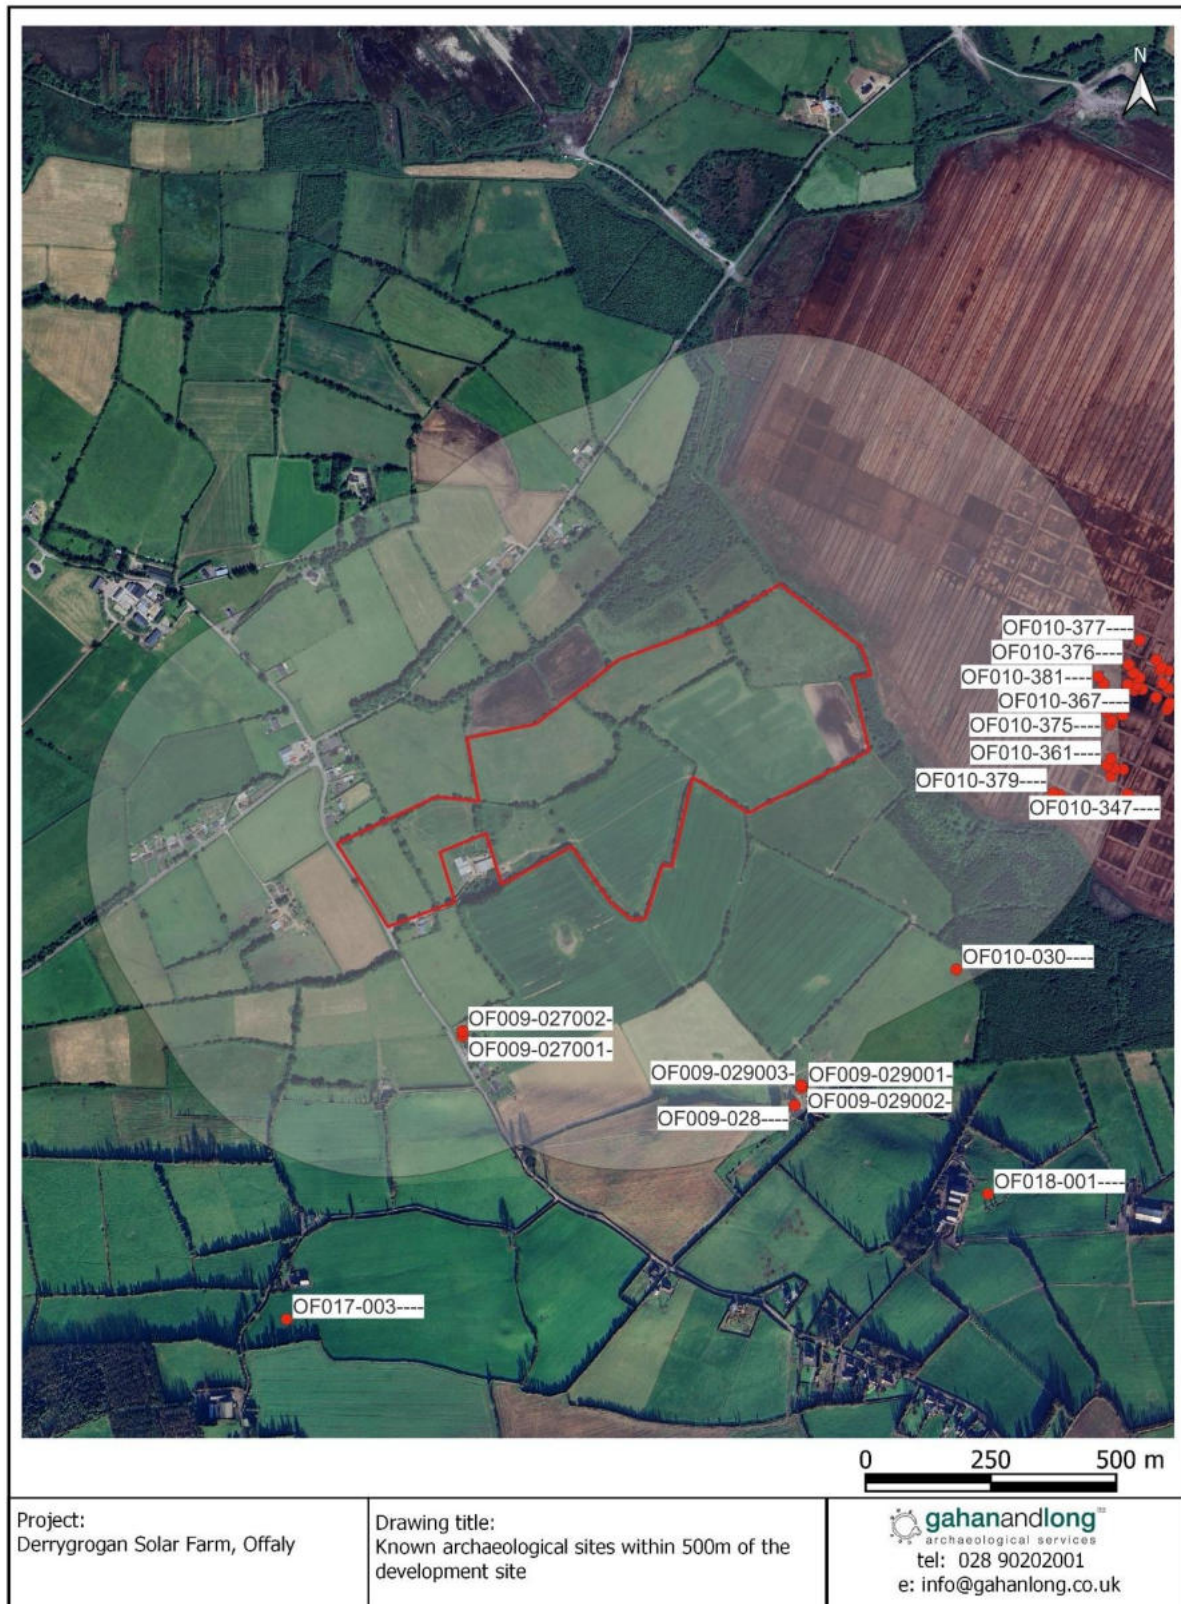 N
OF010-377----
OF010-376----
OF010-381----
OF010-367----
OF010-375----
OF010-361----
OF010-379----
OF010-347----
OF010-030----
OF009-027002-
OF009-027001-
OF009-029003-
OF009-029001-
OF009-029002-
OF009-028----
OF018-001----
OF017-003----
0 250 500 m
Project:
Derrygrogan Solar Farm, Offaly
Drawing title:
Known archaeological sites within 500m of the
development site
gahanandlong
archaeological services
tel: 028 90202001
e: info@gahanlong.co.uk